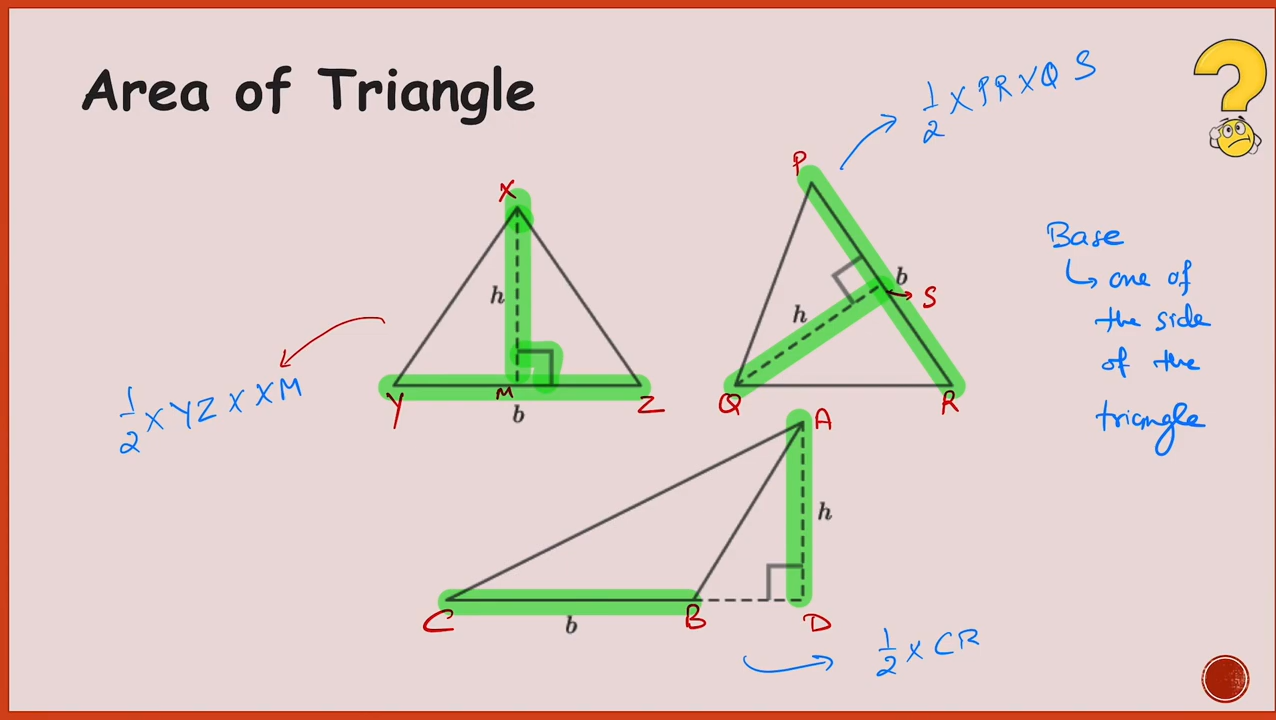 Area of Triangle
1/2 × PR × QS
P
X
b
S
h
h
Base
↳ one of
the side
of the
triangle
1/2 × YZ × XM
Y
M
Z
b
Q
R
A
h
C
b
B
D
1/2 × CB